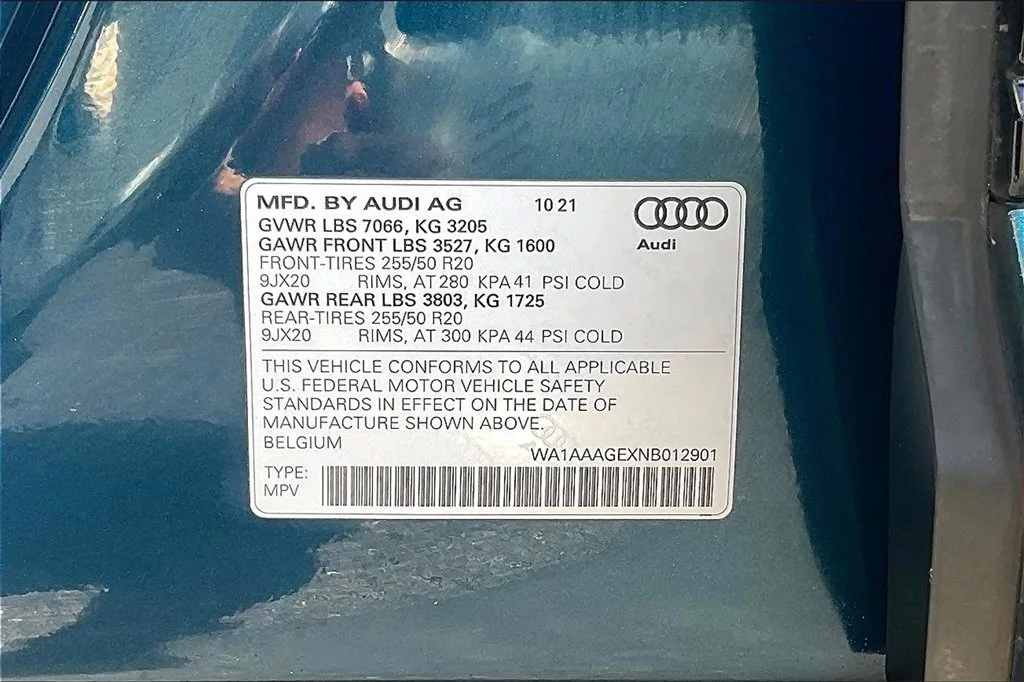 MFD. BY AUDI AG 10 21
Audi
GVWR LBS 7066, KG 3205
GAWR FRONT LBS 3527, KG 1600
FRONT-TIRES 255/50 R20
9JX20 RIMS, AT 280 KPA 41 PSI COLD
GAWR REAR LBS 3803, KG 1725
REAR-TIRES 255/50 R20
9JX20 RIMS, AT 300 KPA 44 PSI COLD
THIS VEHICLE CONFORMS TO ALL APPLICABLE
U.S. FEDERAL MOTOR VEHICLE SAFETY
STANDARDS IN EFFECT ON THE DATE OF
MANUFACTURE SHOWN ABOVE.
BELGIUM
WA1AAAGEXNB012901
TYPE:
MPV